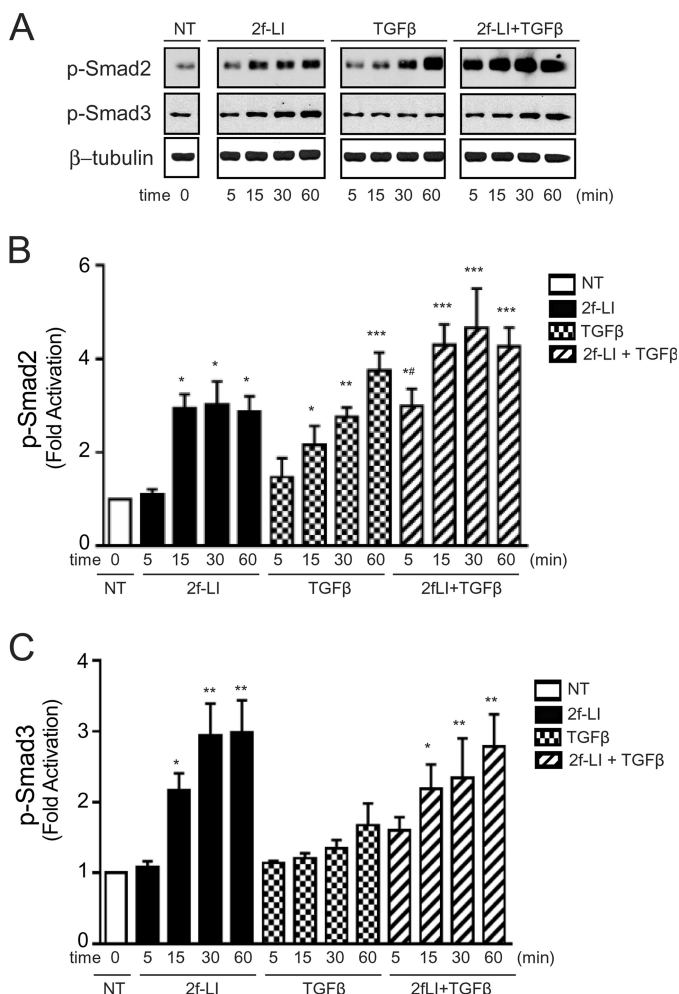 A
NT 2f-LI TGFβ 2f-LI+TGFβ
p-Smad2
p-Smad3
β–tubulin
time 0 5 15 30 60 5 15 30 60 5 15 30 60 (min)
B
p-Smad2
(Fold Activation)
6
4
2
0
* * * * ** *** *# *** *** ***
NT
2f-LI
TGFβ
2f-LI + TGFβ
time 0 5 15 30 60 5 15 30 60 5 15 30 60 (min)
NT 2f-LI TGFβ 2fLI+TGFβ
C
p-Smad3
(Fold Activation)
4
3
2
1
0
* ** ** * ** **
NT
2f-LI
TGFβ
2f-LI + TGFβ
time 0 5 15 30 60 5 15 30 60 5 15 30 60 (min)
NT 2f-LI TGFβ 2fLI+TGFβ